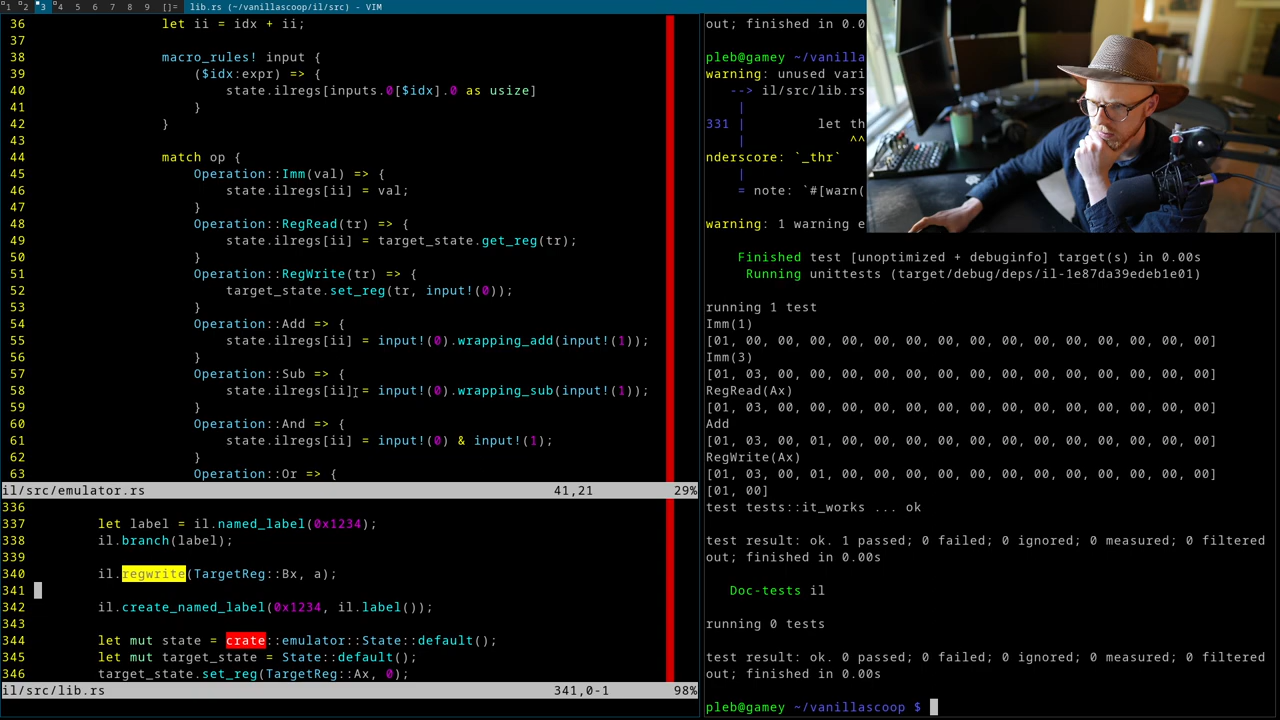 1 2 3 4 5 6 7 8 9 []= lib.rs (~/vanillascoop/il/src) - VIM
36 let ii = idx + ii;
37
38 macro_rules! input {
39 ($idx:expr) => {
40 state.ilregs[inputs.0[$idx].0 as usize]
41 }
42 }
43
44 match op {
45 Operation::Imm(val) => {
46 state.ilregs[ii] = val;
47 }
48 Operation::RegRead(tr) => {
49 state.ilregs[ii] = target_state.get_reg(tr);
50 }
51 Operation::RegWrite(tr) => {
52 target_state.set_reg(tr, input!(0));
53 }
54 Operation::Add => {
55 state.ilregs[ii] = input!(0).wrapping_add(input!(1));
56 }
57 Operation::Sub => {
58 state.ilregs[ii] = input!(0).wrapping_sub(input!(1));
59 }
60 Operation::And => {
61 state.ilregs[ii] = input!(0) & input!(1);
62 }
63 Operation::Or => {
il/src/emulator.rs 41,21 29%
336
337 let label = il.named_label(0x1234);
338 il.branch(label);
339
340 il.regwrite(TargetReg::Bx, a);
341
342 il.create_named_label(0x1234, il.label());
343
344 let mut state = crate::emulator::State::default();
345 let mut target_state = State::default();
346 target_state.set_reg(TargetReg::Ax, 0);
il/src/lib.rs 341,0-1 98%
out; finished in 0.0
pleb@gamey ~/vanilla
warning: unused vari
--> il/src/lib.rs
|
331 | let th
| ^^
nderscore: `_thr`
|
= note: `#[warn(
warning: 1 warning e
Finished test [unoptimized + debuginfo] target(s) in 0.00s
Running unittests (target/debug/deps/il-1e87da39edeb1e01)
running 1 test
Imm(1)
[01, 00, 00, 00, 00, 00, 00, 00, 00, 00, 00, 00, 00, 00, 00, 00]
Imm(3)
[01, 03, 00, 00, 00, 00, 00, 00, 00, 00, 00, 00, 00, 00, 00, 00]
RegRead(Ax)
[01, 03, 00, 00, 00, 00, 00, 00, 00, 00, 00, 00, 00, 00, 00, 00]
Add
[01, 03, 00, 01, 00, 00, 00, 00, 00, 00, 00, 00, 00, 00, 00, 00]
RegWrite(Ax)
[01, 03, 00, 01, 00, 00, 00, 00, 00, 00, 00, 00, 00, 00, 00, 00]
[01, 00]
test tests::it_works ... ok
test result: ok. 1 passed; 0 failed; 0 ignored; 0 measured; 0 filtered
out; finished in 0.00s
Doc-tests il
running 0 tests
test result: ok. 0 passed; 0 failed; 0 ignored; 0 measured; 0 filtered
out; finished in 0.00s
pleb@gamey ~/vanillascoop $